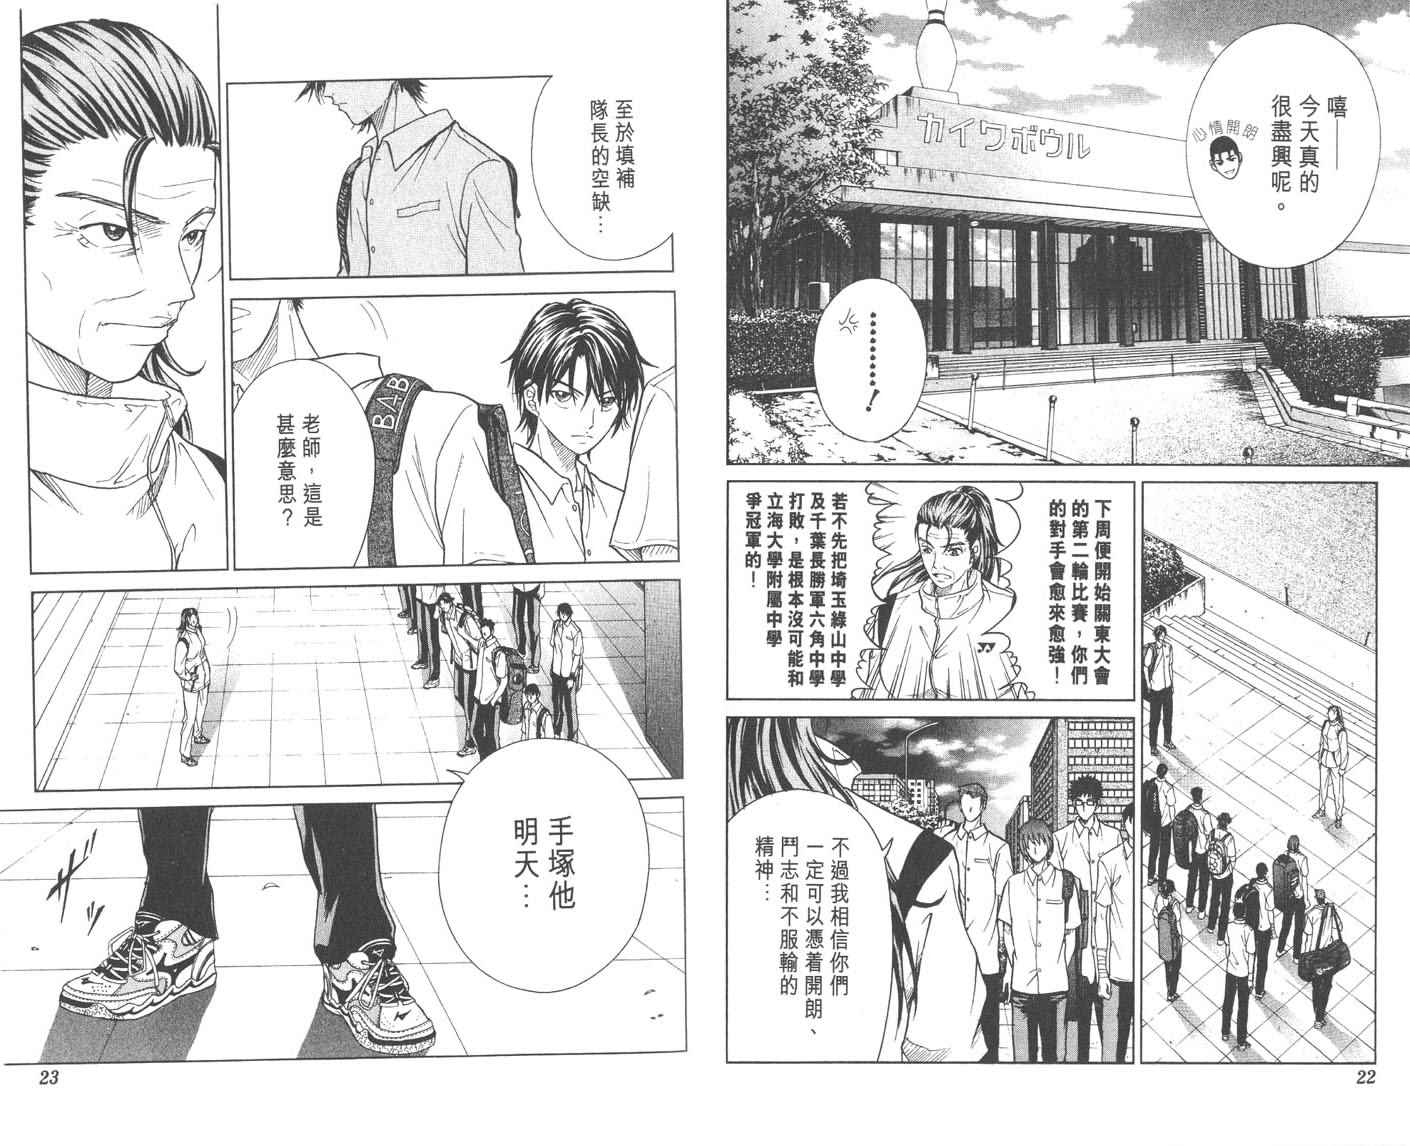 嘻——
今天真的
很盡興呢。
心情開朗
カイワボウル
………！
下周便開始關東大會
的第二輪比賽，你們
的對手會愈來愈強！
若不先把埼玉綠山中學
及千葉長勝軍六角中學
打敗，是根本沒可能和
立海大學附屬中學
爭冠軍的！
不過我相信你們
一定可以憑着開朗、
鬥志和不服輸的
精神…
22
至於填補
隊長的空缺…
老師，這是
甚麼意思？
手塚他
明天…
23